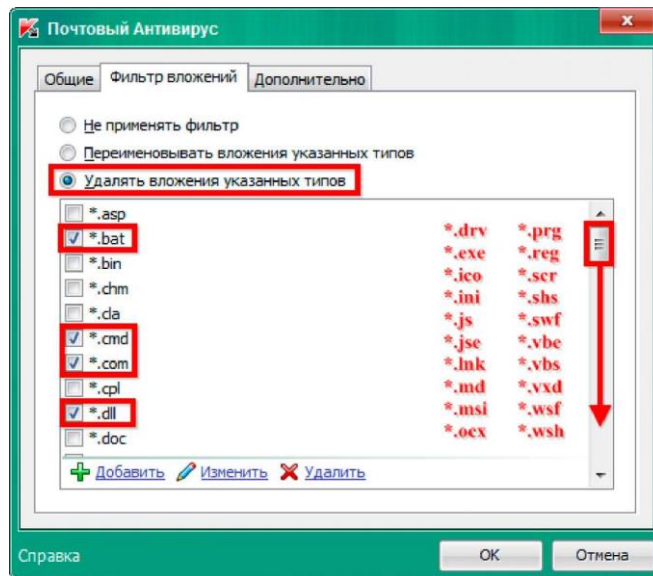 Почтовый Антивирус
Общие Фильтр вложений Дополнительно
Не применять фильтр
Переименовывать вложения указанных типов
Удалять вложения указанных типов
*.asp
*.bat
*.bin
*.chm
*.cla
*.cmd
*.com
*.cpl
*.dll
*.doc
*.drv *.prg
*.exe *.reg
*.ico *.scr
*.ini *.shs
*.js *.swf
*.jse *.vbe
*.lnk *.vbs
*.md *.vxd
*.msi *.wsf
*.ocx *.wsh
Добавить Изменить Удалить
Справка OK Отмена